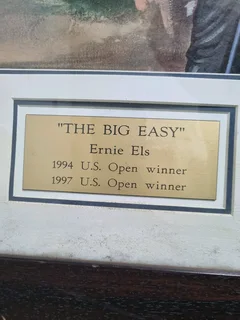 "THE BIG EASY"
Ernie Els
1994 U.S. Open winner
1997 U.S. Open winner